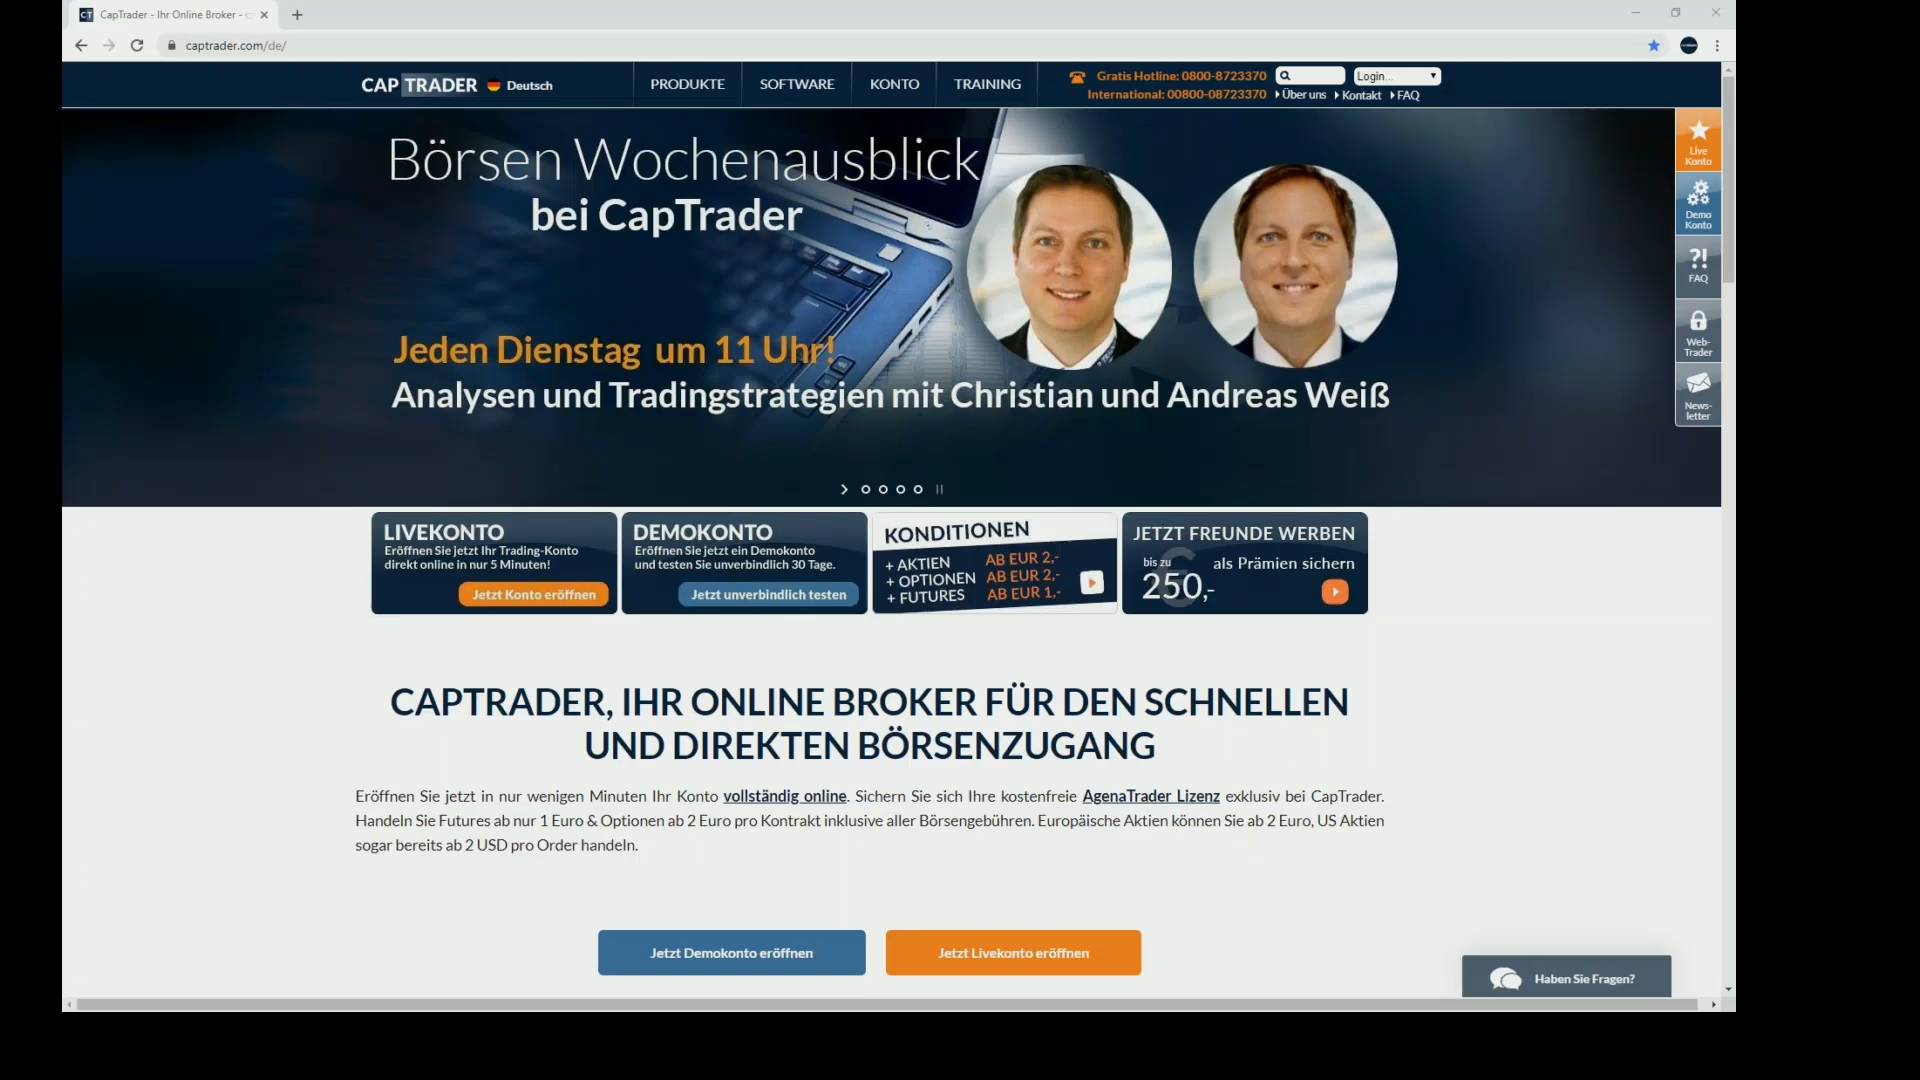 CapTrader - Ihr Online Broker -
captrader.com/de/
CAP TRADER Deutsch
PRODUKTE SOFTWARE KONTO TRAINING
Gratis Hotline: 0800-8723370 Login...
International: 00800-08723370 Über uns Kontakt FAQ
Börsen Wochenausblick
bei CapTrader
Jeden Dienstag um 11 Uhr!
Analysen und Tradingstrategien mit Christian und Andreas Weiß
Live
Konto
Demo
Konto
?!
FAQ
Web-
Trader
News-
letter
LIVEKONTO
Eröffnen Sie jetzt Ihr Trading-Konto
direkt online in nur 5 Minuten!
Jetzt Konto eröffnen
DEMOKONTO
Eröffnen Sie jetzt ein Demokonto
und testen Sie unverbindlich 30 Tage.
Jetzt unverbindlich testen
KONDITIONEN
+ AKTIEN AB EUR 2,-
+ OPTIONEN AB EUR 2,-
+ FUTURES AB EUR 1,-
JETZT FREUNDE WERBEN
bis zu als Prämien sichern
€
250,-
CAPTRADER, IHR ONLINE BROKER FÜR DEN SCHNELLEN
UND DIREKTEN BÖRSENZUGANG
Eröffnen Sie jetzt in nur wenigen Minuten Ihr Konto vollständig online. Sichern Sie sich Ihre kostenfreie AgenaTrader Lizenz exklusiv bei CapTrader.
Handeln Sie Futures ab nur 1 Euro & Optionen ab 2 Euro pro Kontrakt inklusive aller Börsengebühren. Europäische Aktien können Sie ab 2 Euro, US Aktien
sogar bereits ab 2 USD pro Order handeln.
Jetzt Demokonto eröffnen
Jetzt Livekonto eröffnen
Haben Sie Fragen?